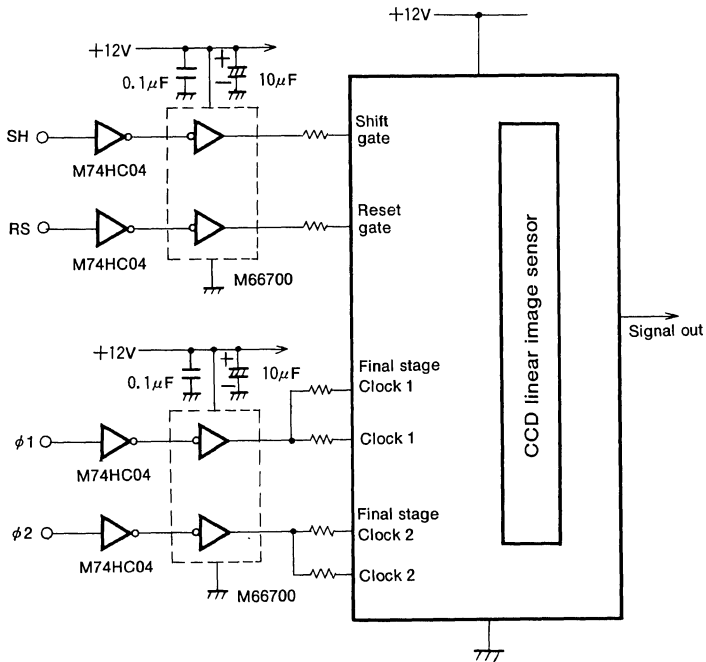 +12V
+12V
+
0.1μF
−
10μF
SH
Shift
gate
M74HC04
RS
Reset
gate
M74HC04
M66700
CCD linear image sensor
Signal out
+12V
+
0.1μF
−
10μF
Final stage
Clock 1
φ1
Clock 1
M74HC04
φ2
Final stage
Clock 2
M74HC04
Clock 2
M66700